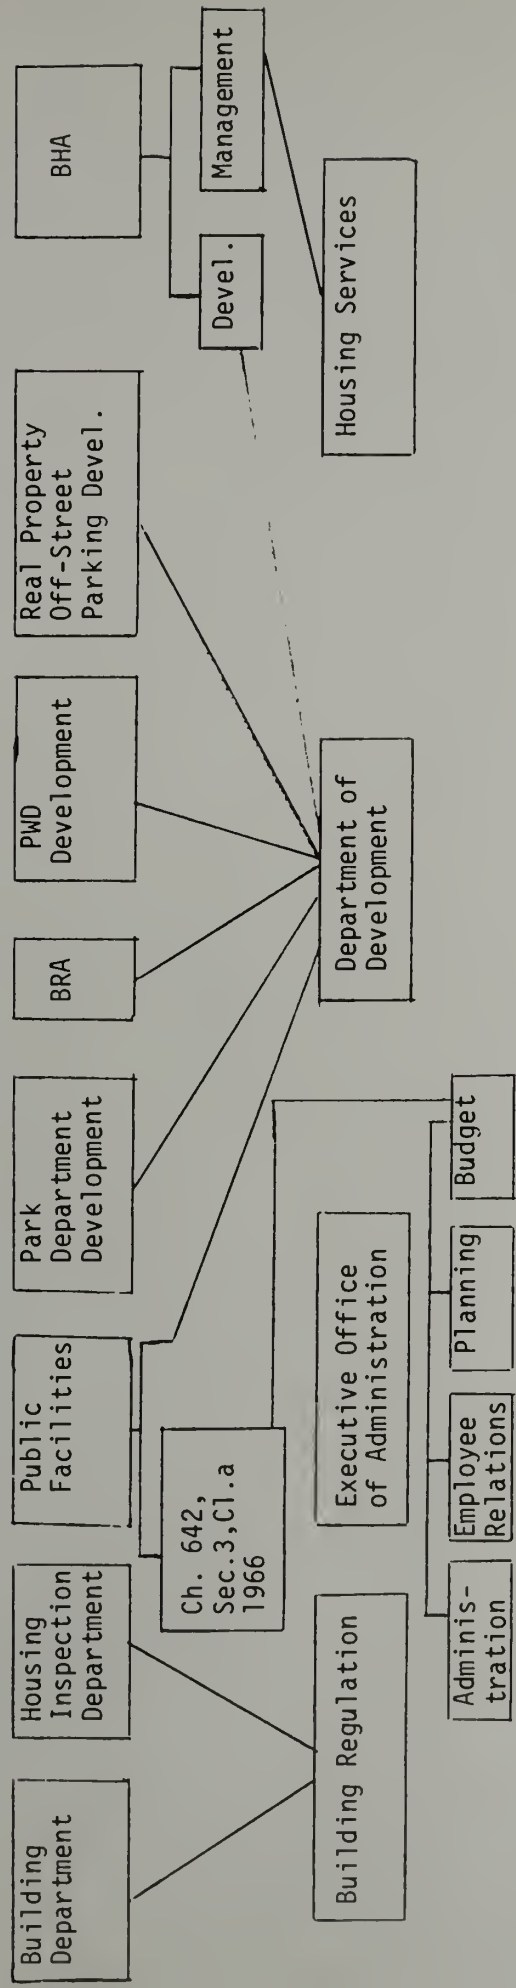 Building
Department
Housing
Inspection
Department
Public
Facilities
Park
Department
Development
BRA
PWD
Development
Real Property
Off-Street
Parking Devel.
BHA
Devel.
Management
Ch. 642,
Sec.3,Cl.a
1966
Building Regulation
Executive Office
of Administration
Department of
Development
Housing Services
Adminis-
tration
Employee
Relations
Planning
Budget